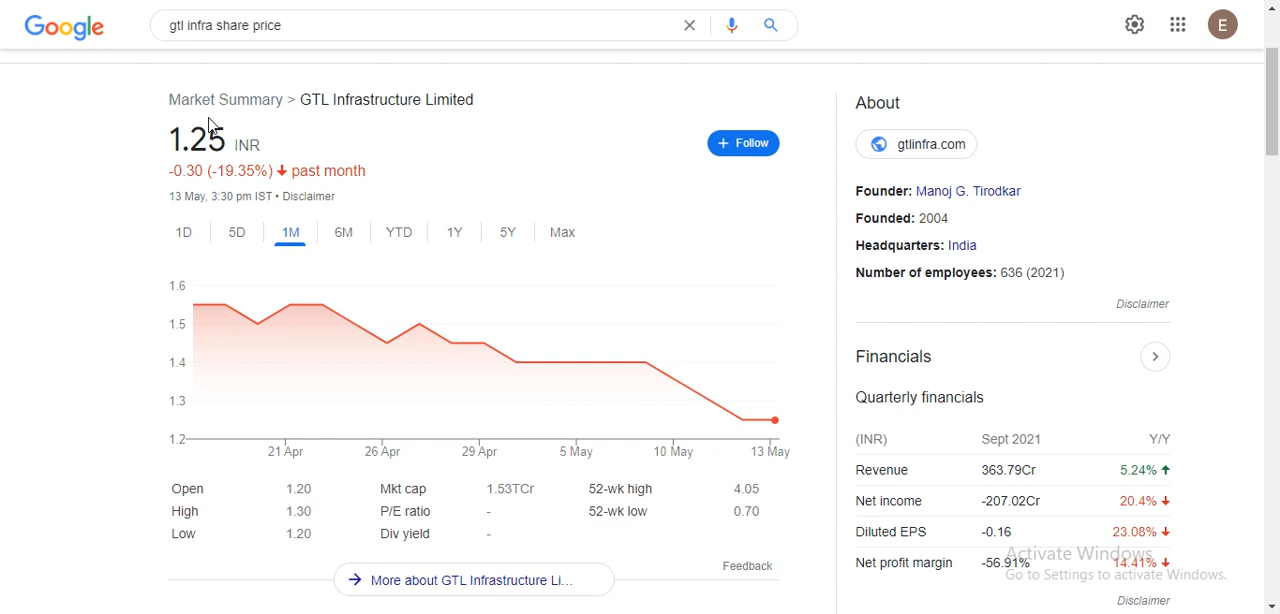 Google
gtl infra share price
E
Market Summary > GTL Infrastructure Limited
1.25 INR
+ Follow
-0.30 (-19.35%) ↓ past month
13 May, 3:30 pm IST • Disclaimer
1D 5D 1M 6M YTD 1Y 5Y Max
1.6
1.5
1.4
1.3
1.2
21 Apr 26 Apr 29 Apr 5 May 10 May 13 May
Open 1.20 Mkt cap 1.53TCr 52-wk high 4.05
High 1.30 P/E ratio - 52-wk low 0.70
Low 1.20 Div yield -
Feedback
→ More about GTL Infrastructure Li...
About
gtlinfra.com
Founder: Manoj G. Tirodkar
Founded: 2004
Headquarters: India
Number of employees: 636 (2021)
Disclaimer
Financials
Quarterly financials
(INR) Sept 2021 Y/Y
Revenue 363.79Cr 5.24% ↑
Net income -207.02Cr 20.4% ↓
Diluted EPS -0.16 23.08% ↓
Net profit margin -56.91% 14.41% ↓
Activate Windows
Go to Settings to activate Windows.
Disclaimer